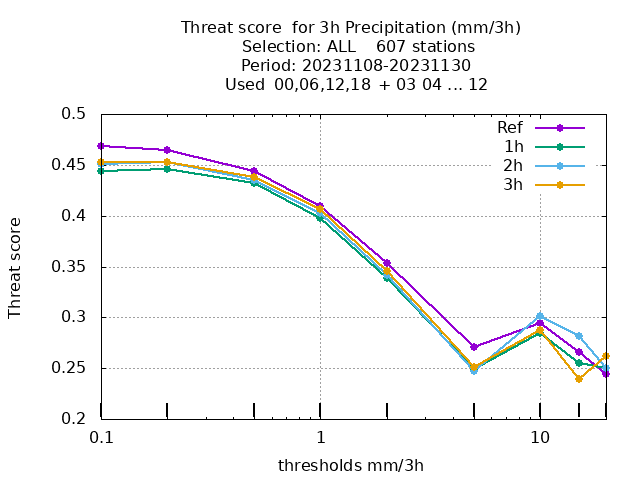 Threat score  for 3h Precipitation (mm/3h)
Selection: ALL    607 stations
Period: 20231108-20231130
Used  00,06,12,18  + 03 04 ... 12
Ref
1h
2h
3h
Threat score
0.5
0.45
0.4
0.35
0.3
0.25
0.2
0.1 1 10
thresholds mm/3h